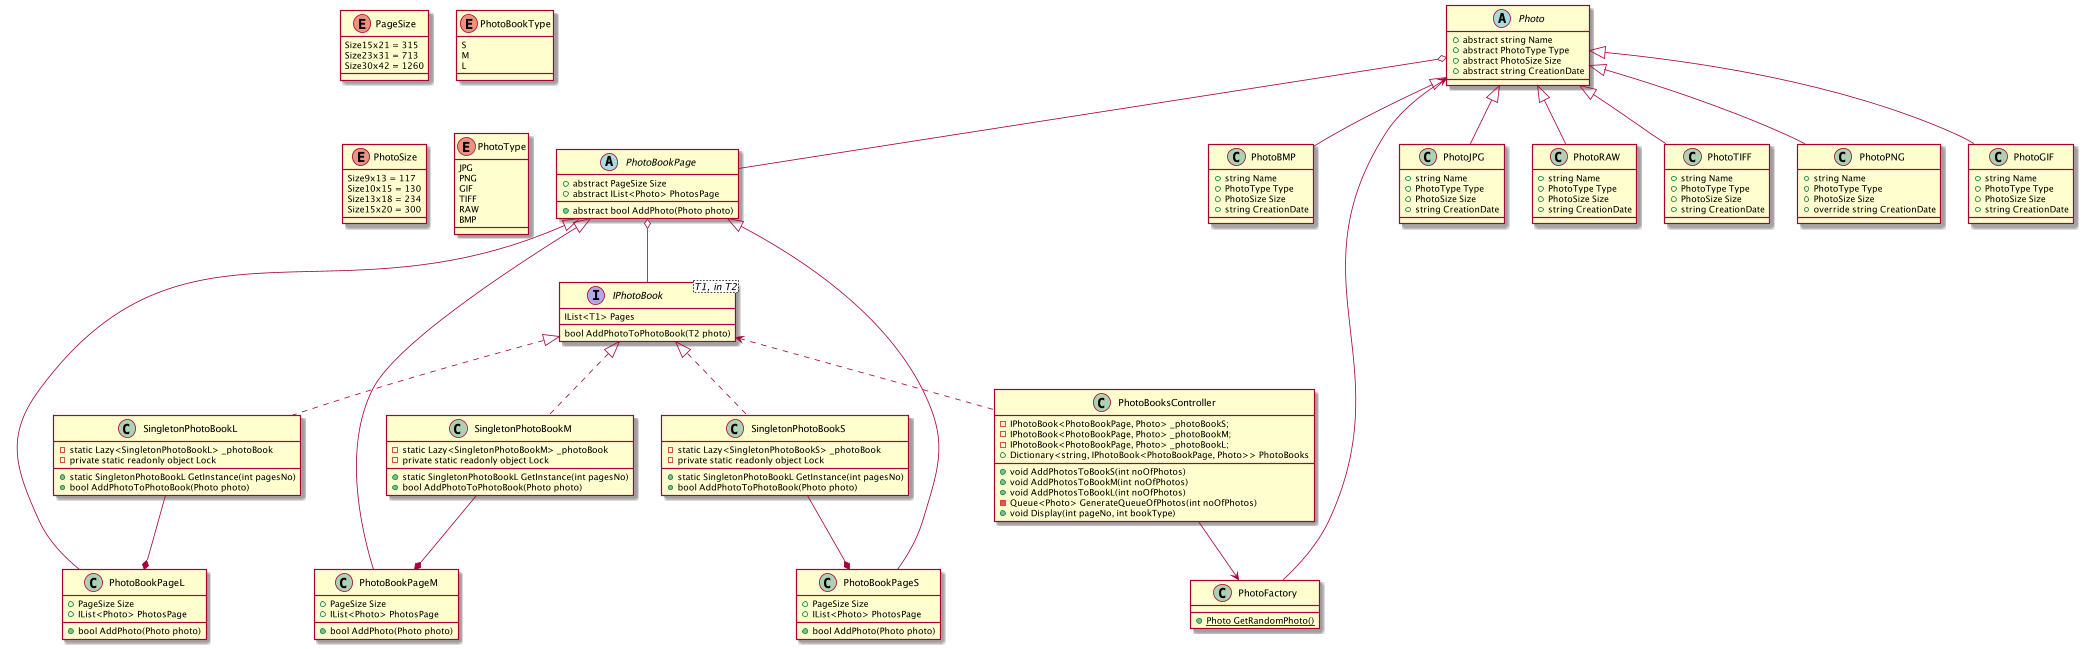 E PageSize
Size15x21 = 315
Size23x31 = 713
Size30x42 = 1260
E PhotoBookType
S
M
L
A Photo
abstract string Name
abstract PhotoType Type
abstract PhotoSize Size
abstract string CreationDate
E PhotoSize
Size9x13 = 117
Size10x15 = 130
Size13x18 = 234
Size15x20 = 300
E PhotoType
JPG
PNG
GIF
TIFF
RAW
BMP
A PhotoBookPage
abstract PageSize Size
abstract IList<Photo> PhotosPage
abstract bool AddPhoto(Photo photo)
C PhotoBMP
string Name
PhotoType Type
PhotoSize Size
string CreationDate
C PhotoJPG
string Name
PhotoType Type
PhotoSize Size
string CreationDate
C PhotoRAW
string Name
PhotoType Type
PhotoSize Size
string CreationDate
C PhotoTIFF
string Name
PhotoType Type
PhotoSize Size
string CreationDate
C PhotoPNG
string Name
PhotoType Type
PhotoSize Size
override string CreationDate
C PhotoGIF
string Name
PhotoType Type
PhotoSize Size
string CreationDate
I IPhotoBook
T1, in T2
IList<T1> Pages
bool AddPhotoToPhotoBook(T2 photo)
C SingletonPhotoBookL
static Lazy<SingletonPhotoBookL> _photoBook
private static readonly object Lock
static SingletonPhotoBookL GetInstance(int pagesNo)
bool AddPhotoToPhotoBook(Photo photo)
C SingletonPhotoBookM
static Lazy<SingletonPhotoBookM> _photoBook
private static readonly object Lock
static SingletonPhotoBookL GetInstance(int pagesNo)
bool AddPhotoToPhotoBook(Photo photo)
C SingletonPhotoBookS
static Lazy<SingletonPhotoBookS> _photoBook
private static readonly object Lock
static SingletonPhotoBookL GetInstance(int pagesNo)
bool AddPhotoToPhotoBook(Photo photo)
C PhotoBooksController
IPhotoBook<PhotoBookPage, Photo> _photoBookS;
IPhotoBook<PhotoBookPage, Photo> _photoBookM;
IPhotoBook<PhotoBookPage, Photo> _photoBookL;
Dictionary<string, IPhotoBook<PhotoBookPage, Photo>> PhotoBooks
void AddPhotosToBookS(int noOfPhotos)
void AddPhotosToBookM(int noOfPhotos)
void AddPhotosToBookL(int noOfPhotos)
Queue<Photo> GenerateQueueOfPhotos(int noOfPhotos)
void Display(int pageNo, int bookType)
C PhotoBookPageL
PageSize Size
IList<Photo> PhotosPage
bool AddPhoto(Photo photo)
C PhotoBookPageM
PageSize Size
IList<Photo> PhotosPage
bool AddPhoto(Photo photo)
C PhotoBookPageS
PageSize Size
IList<Photo> PhotosPage
bool AddPhoto(Photo photo)
C PhotoFactory
Photo GetRandomPhoto()